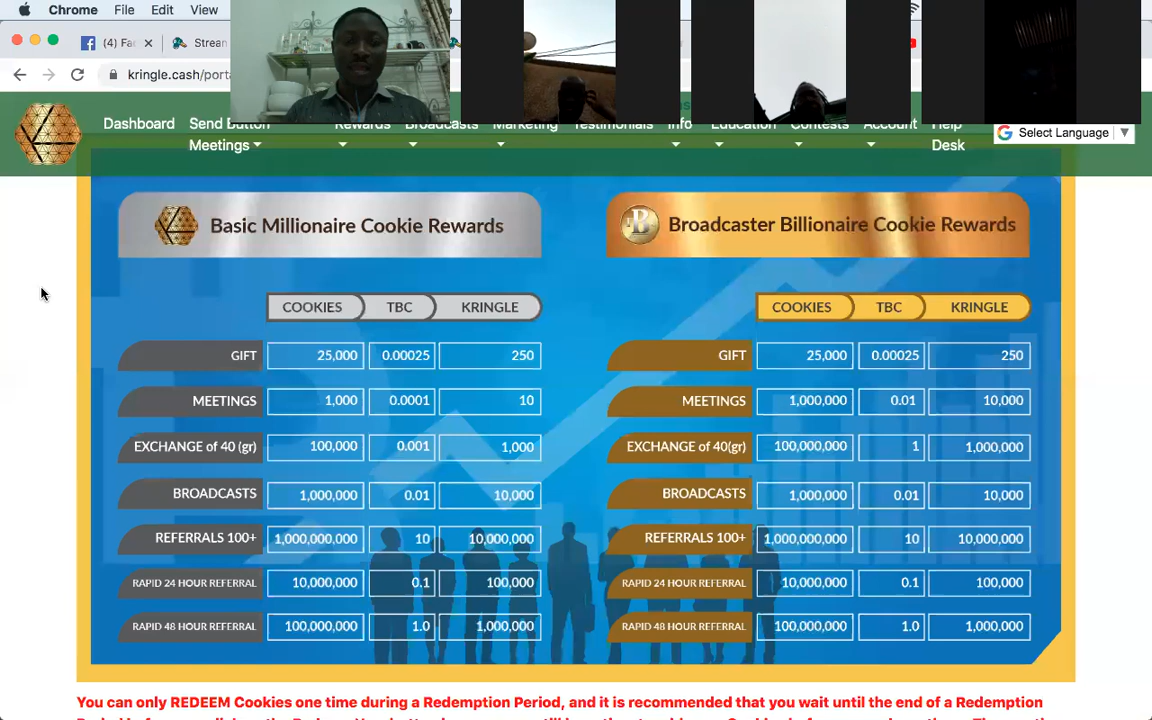 Chrome File Edit View
(4) Fa Strean
kringle.cash/port
Dashboard Send Button Rewards Broadcasts Marketing Testimonials Info Education Contests Account Help
Meetings Desk
Select Language
Basic Millionaire Cookie Rewards
COOKIES TBC KRINGLE
GIFT 25,000 0.00025 250
MEETINGS 1,000 0.0001 10
EXCHANGE of 40 (gr) 100,000 0.001 1,000
BROADCASTS 1,000,000 0.01 10,000
REFERRALS 100+ 1,000,000,000 10 10,000,000
RAPID 24 HOUR REFERRAL 10,000,000 0.1 100,000
RAPID 48 HOUR REFERRAL 100,000,000 1.0 1,000,000
Broadcaster Billionaire Cookie Rewards
COOKIES TBC KRINGLE
GIFT 25,000 0.00025 250
MEETINGS 1,000,000 0.01 10,000
EXCHANGE of 40(gr) 100,000,000 1 1,000,000
BROADCASTS 1,000,000 0.01 10,000
REFERRALS 100+ 1,000,000,000 10 10,000,000
RAPID 24 HOUR REFERRAL 10,000,000 0.1 100,000
RAPID 48 HOUR REFERRAL 100,000,000 1.0 1,000,000
You can only REDEEM Cookies one time during a Redemption Period, and it is recommended that you wait until the end of a Redemption